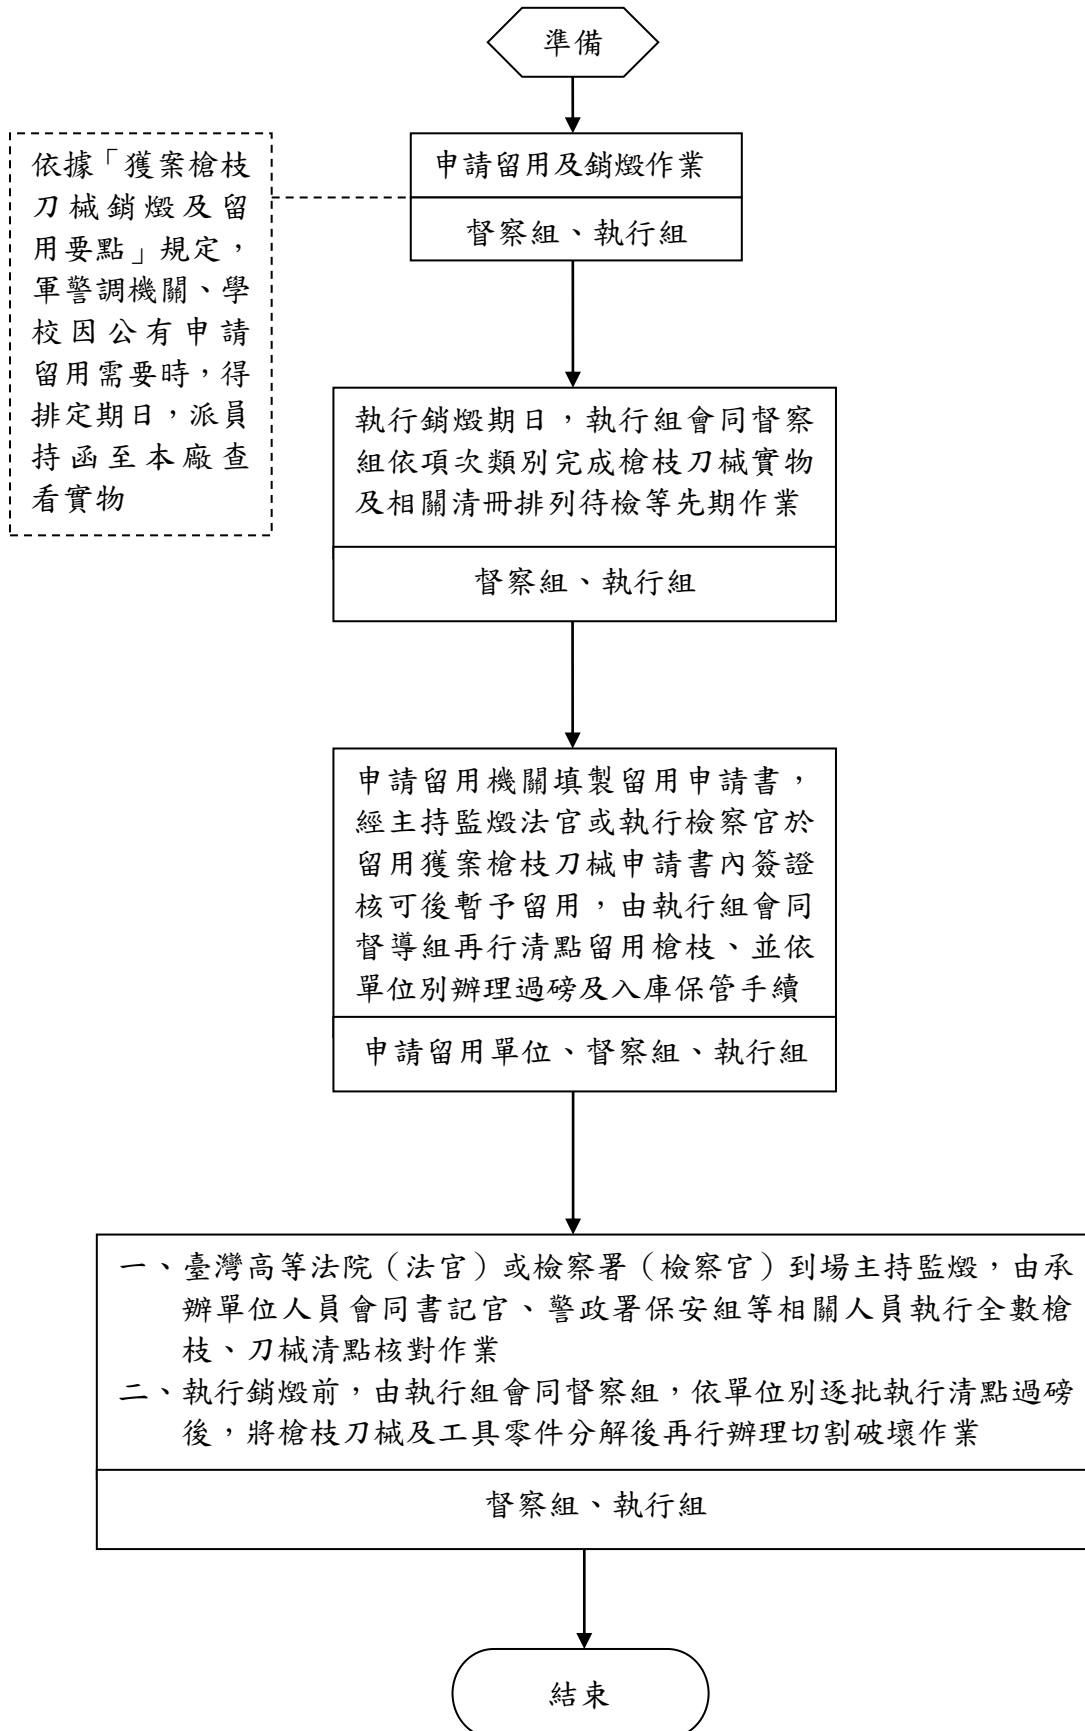 準備
申請留用及銷燬作業
督察組、執行組
依據「獲案槍枝
刀械銷燬及留
用要點」規定，
軍警調機關、學
校因公有申請
留用需要時，得
排定期日，派員
持函至本廠查
看實物
執行銷燬期日，執行組會同督察
組依項次類別完成槍枝刀械實物
及相關清冊排列待檢等先期作業
督察組、執行組
申請留用機關填製留用申請書，
經主持監燬法官或執行檢察官於
留用獲案槍枝刀械申請書內簽證
核可後暫予留用，由執行組會同
督導組再行清點留用槍枝、並依
單位別辦理過磅及入庫保管手續
申請留用單位、督察組、執行組
一、臺灣高等法院（法官）或檢察署（檢察官）到場主持監燬，由承
辦單位人員會同書記官、警政署保安組等相關人員執行全數槍
枝、刀械清點核對作業
二、執行銷燬前，由執行組會同督察組，依單位別逐批執行清點過磅
後，將槍枝刀械及工具零件分解後再行辦理切割破壞作業
督察組、執行組
結束